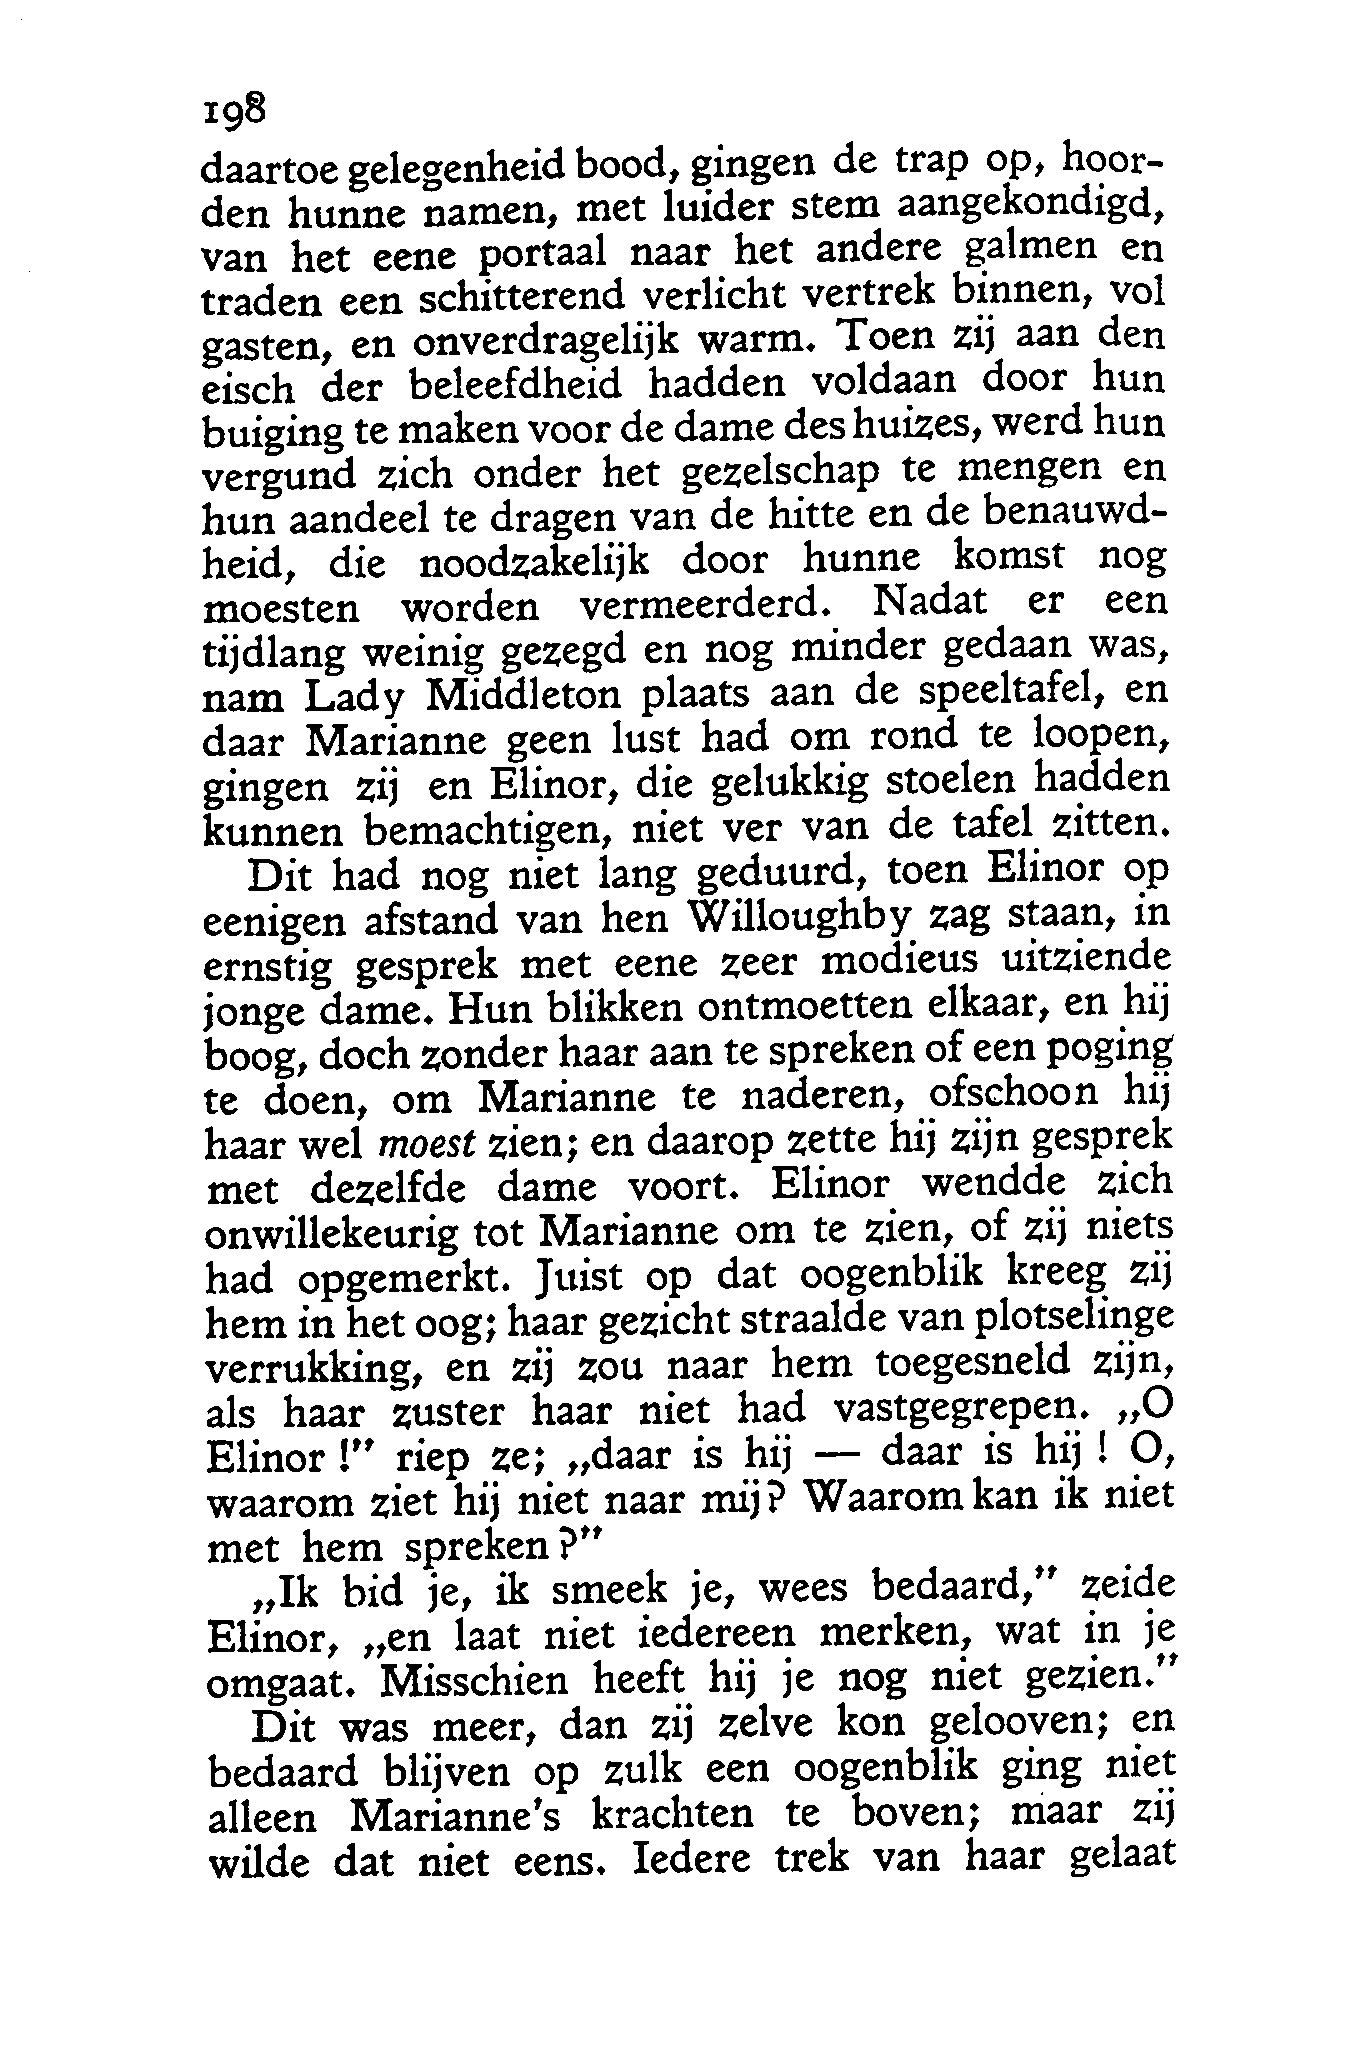 198
daartoe gelegenheid bood, gingen de trap op, hoor-
den hunne namen, met luider stem aangekondigd,
van het eene portaal naar het andere galmen en
traden een schitterend verlicht vertrek binnen, vol
gasten, en onverdragelijk warm. Toen zij aan den
eisch der beleefdheid hadden voldaan door hun
buiging te maken voor de dame des huizes, werd hun
vergund zich onder het gezelschap te mengen en
hun aandeel te dragen van de hitte en de benauwd-
heid, die noodzakelijk door hunne komst nog
moesten worden vermeerderd. Nadat er een
tijdlang weinig gezegd en nog minder gedaan was,
nam Lady Middleton plaats aan de speeltafel, en
daar Marianne geen lust had om rond te loopen,
gingen zij en Elinor, die gelukkig stoelen hadden
kunnen bemachtigen, niet ver van de tafel zitten.
Dit had nog niet lang geduurd, toen Elinor op
eenigen afstand van hen Willoughby zag staan, in
ernstig gesprek met eene zeer modieus uitziende
jonge dame. Hun blikken ontmoetten elkaar, en hij
boog, doch zonder haar aan te spreken of een poging
te doen, om Marianne te naderen, ofschoon hij
haar wel moest zien; en daarop zette hij zijn gesprek
met dezelfde dame voort. Elinor wendde zich
onwillekeurig tot Marianne om te zien, of zij niets
had opgemerkt. Juist op dat oogenblik kreeg zij
hem in het oog; haar gezicht straalde van plotselinge
verrukking, en zij zou naar hem toegesneld zijn,
als haar zuster haar niet had vastgegrepen. „O
Elinor !" riep ze; „daar is hij — daar is hij ! O,
waarom ziet hij niet naar mij? Waarom kan ik niet
met hem spreken ?"
„Ik bid je, ik smeek je, wees bedaard," zeide
Elinor, „en laat niet iedereen merken, wat in je
omgaat. Misschien heeft hij je nog niet gezien."
Dit was meer, dan zij zelve kon gelooven; en
bedaard blijven op zulk een oogenblik ging niet
alleen Marianne's krachten te boven; maar zij
wilde dat niet eens. Iedere trek van haar gelaat